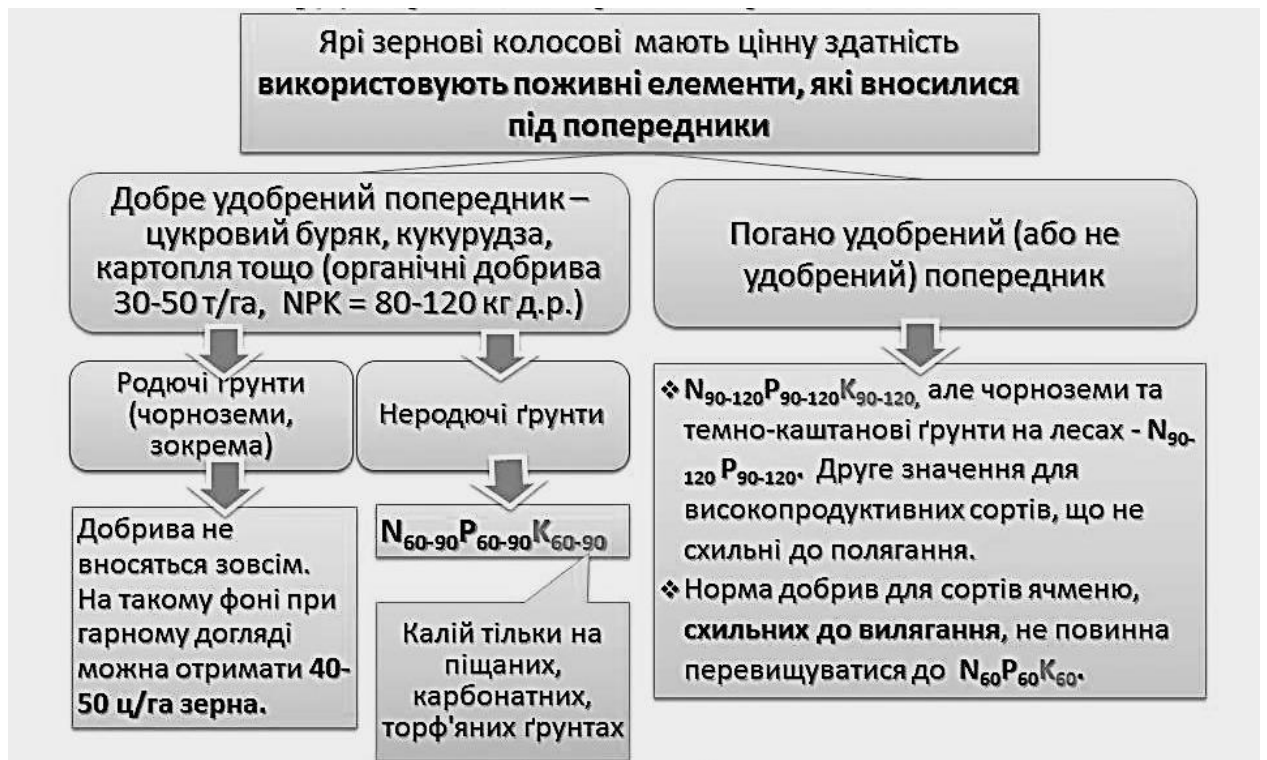 Ярі зернові колосові мають цінну здатність
використовують поживні елементи, які вносилися
під попередники
Добре удобрений попередник –
цукровий буряк, кукурудза,
картопля тощо (органічні добрива
30-50 т/га, NPK = 80-120 кг д.р.)
Погано удобрений (або не
удобрений) попередник
Родючі ґрунти
(чорноземи,
зокрема)
Неродючі ґрунти
Добрива не
вносяться зовсім.
На такому фоні при
гарному догляді
можна отримати 40-
50 ц/га зерна.
N60-90P60-90K60-90
Калій тільки на
піщаних,
карбонатних,
торф'яних ґрунтах
❖ N90-120P90-120K90-120, але чорноземи та
темно-каштанові ґрунти на лесах - N90-
120 P90-120. Друге значення для
високопродуктивних сортів, що не
схильні до полягання.
❖ Норма добрив для сортів ячменю,
схильних до вилягання, не повинна
перевищуватися до N60P60K60.